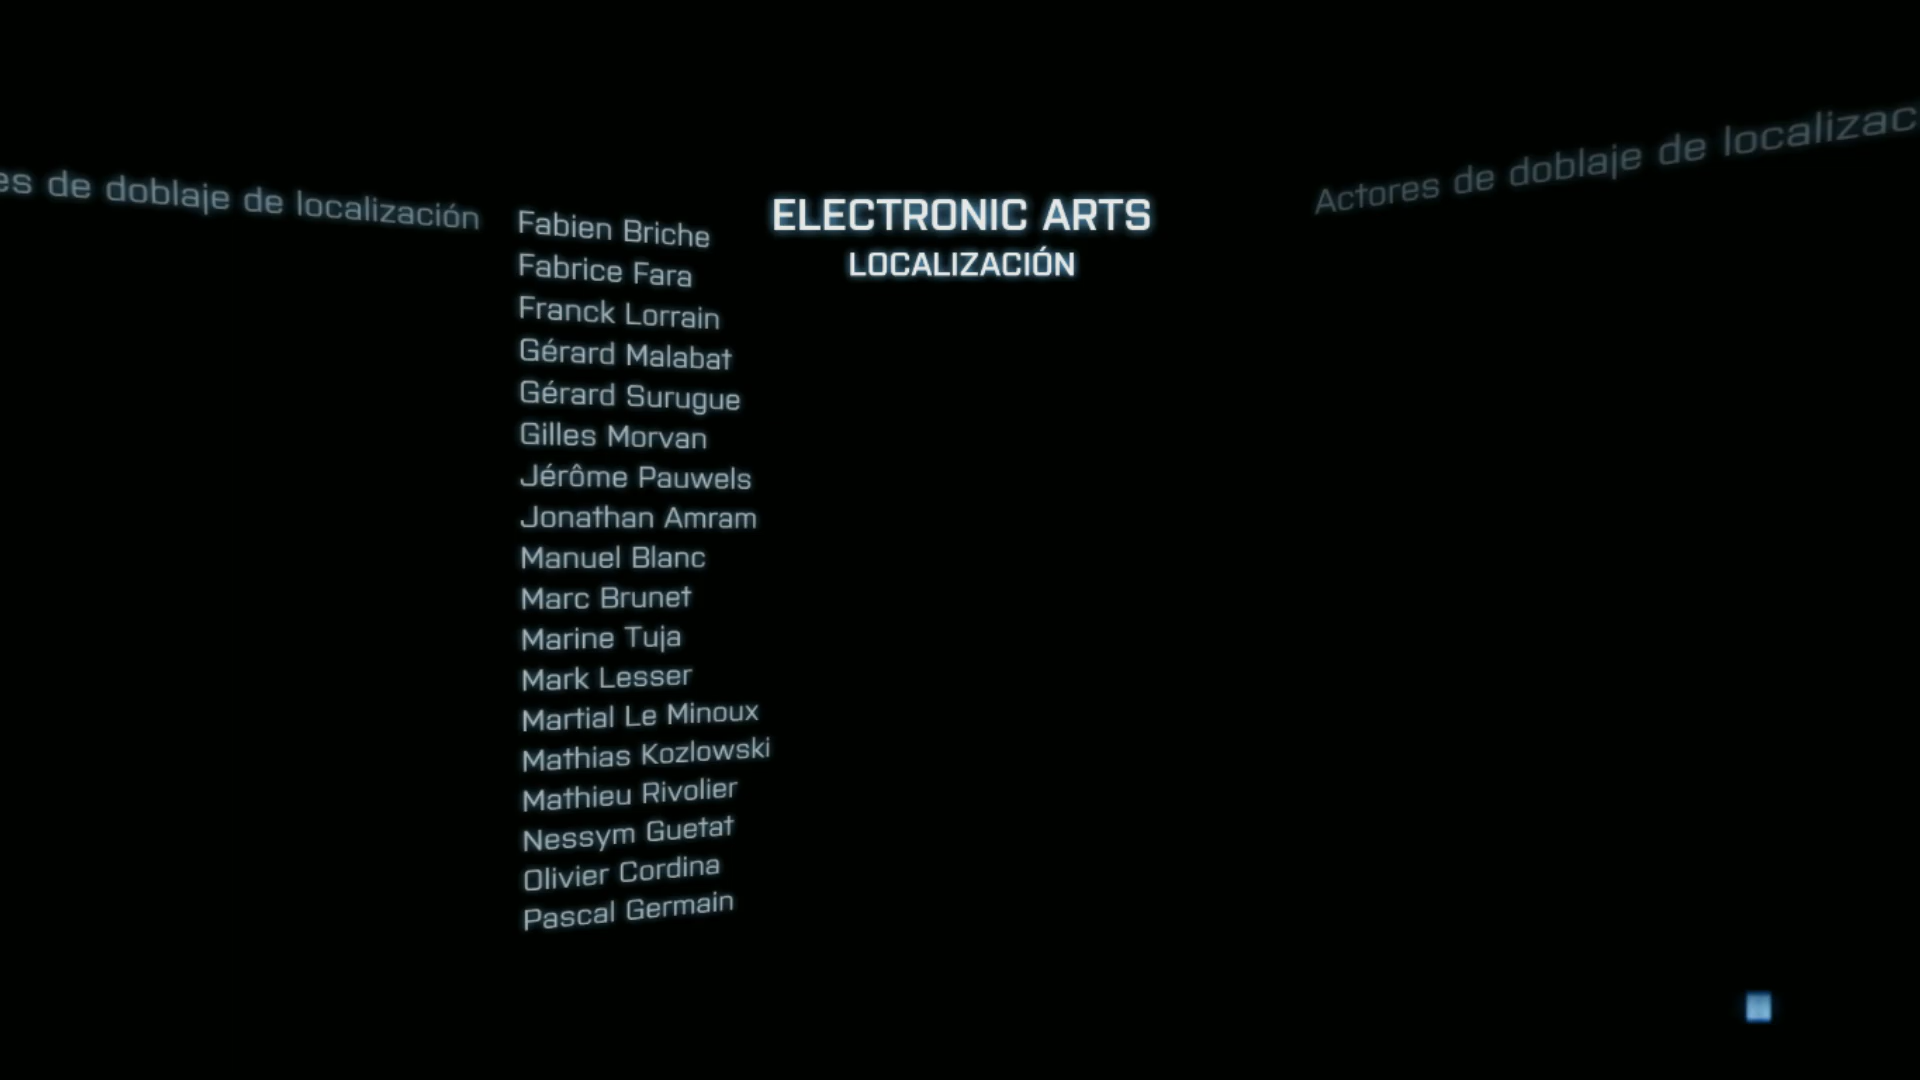 ELECTRONIC ARTS
LOCALIZACIÓN
es de doblaje de localización
Fabien Briche
Fabrice Fara
Franck Lorrain
Gérard Malabat
Gérard Surugue
Gilles Morvan
Jérôme Pauwels
Jonathan Amram
Manuel Blanc
Marc Brunet
Marine Tuja
Mark Lesser
Martial Le Minoux
Mathias Kozlowski
Mathieu Rivolier
Nessym Guetat
Olivier Cordina
Pascal Germain
Actores de doblaje de localizac